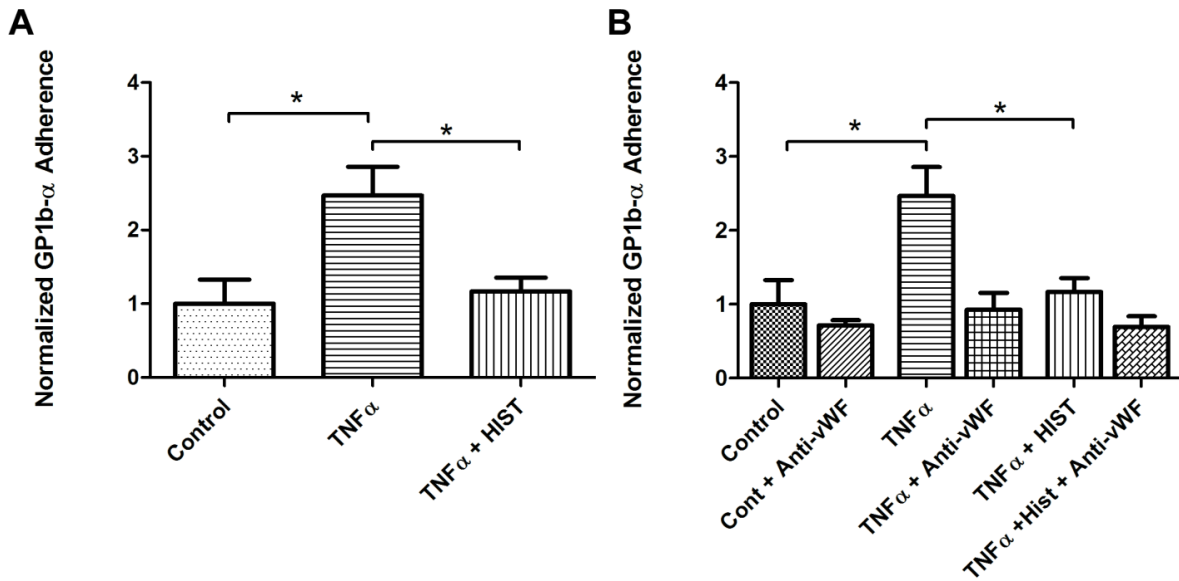 A
Normalized GP1b-α Adherence
4
3
2
1
0
*
*
Control
TNFα
TNFα + HIST
B
Normalized GP1b-α Adherence
4
3
2
1
0
*
*
Control
Cont + Anti-vWF
TNFα
TNFα + Anti-vWF
TNFα + HIST
TNFα +Hist + Anti-vWF